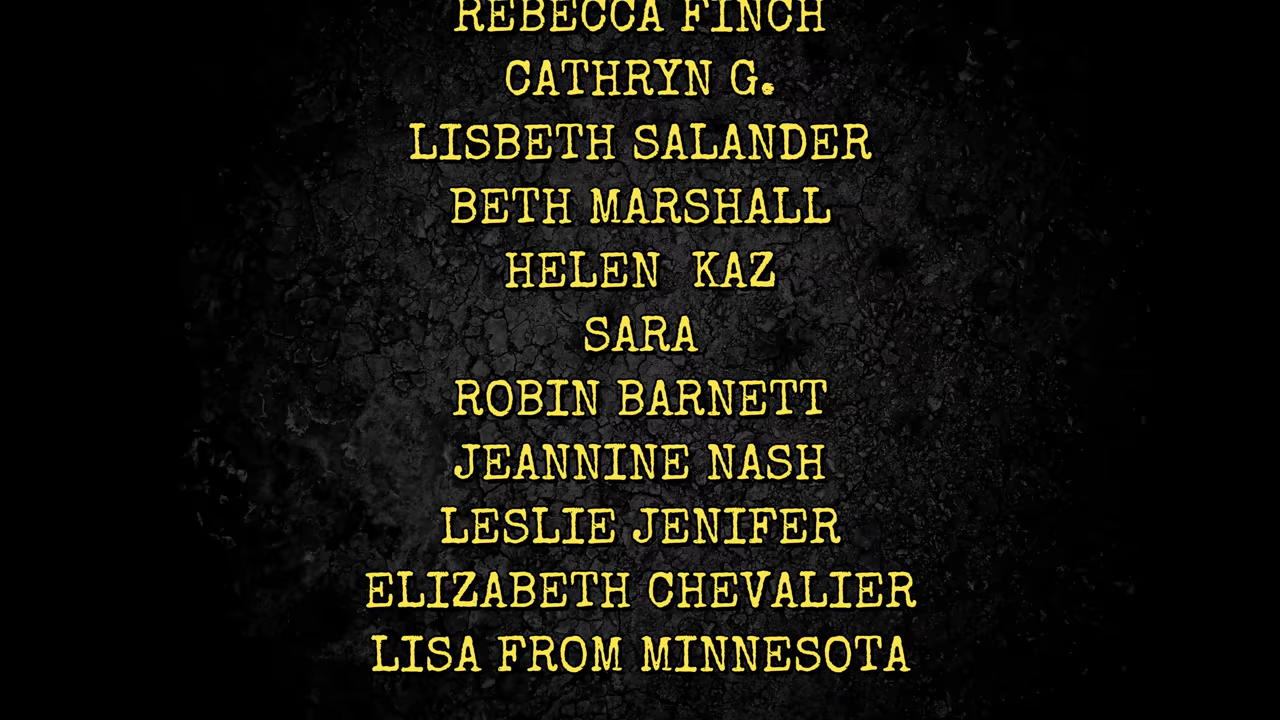 REBECCA FINCH
CATHRYN G.
LISBETH SALANDER
BETH MARSHALL
HELEN  KAZ
SARA
ROBIN BARNETT
JEANNINE NASH
LESLIE JENIFER
ELIZABETH CHEVALIER
LISA FROM MINNESOTA